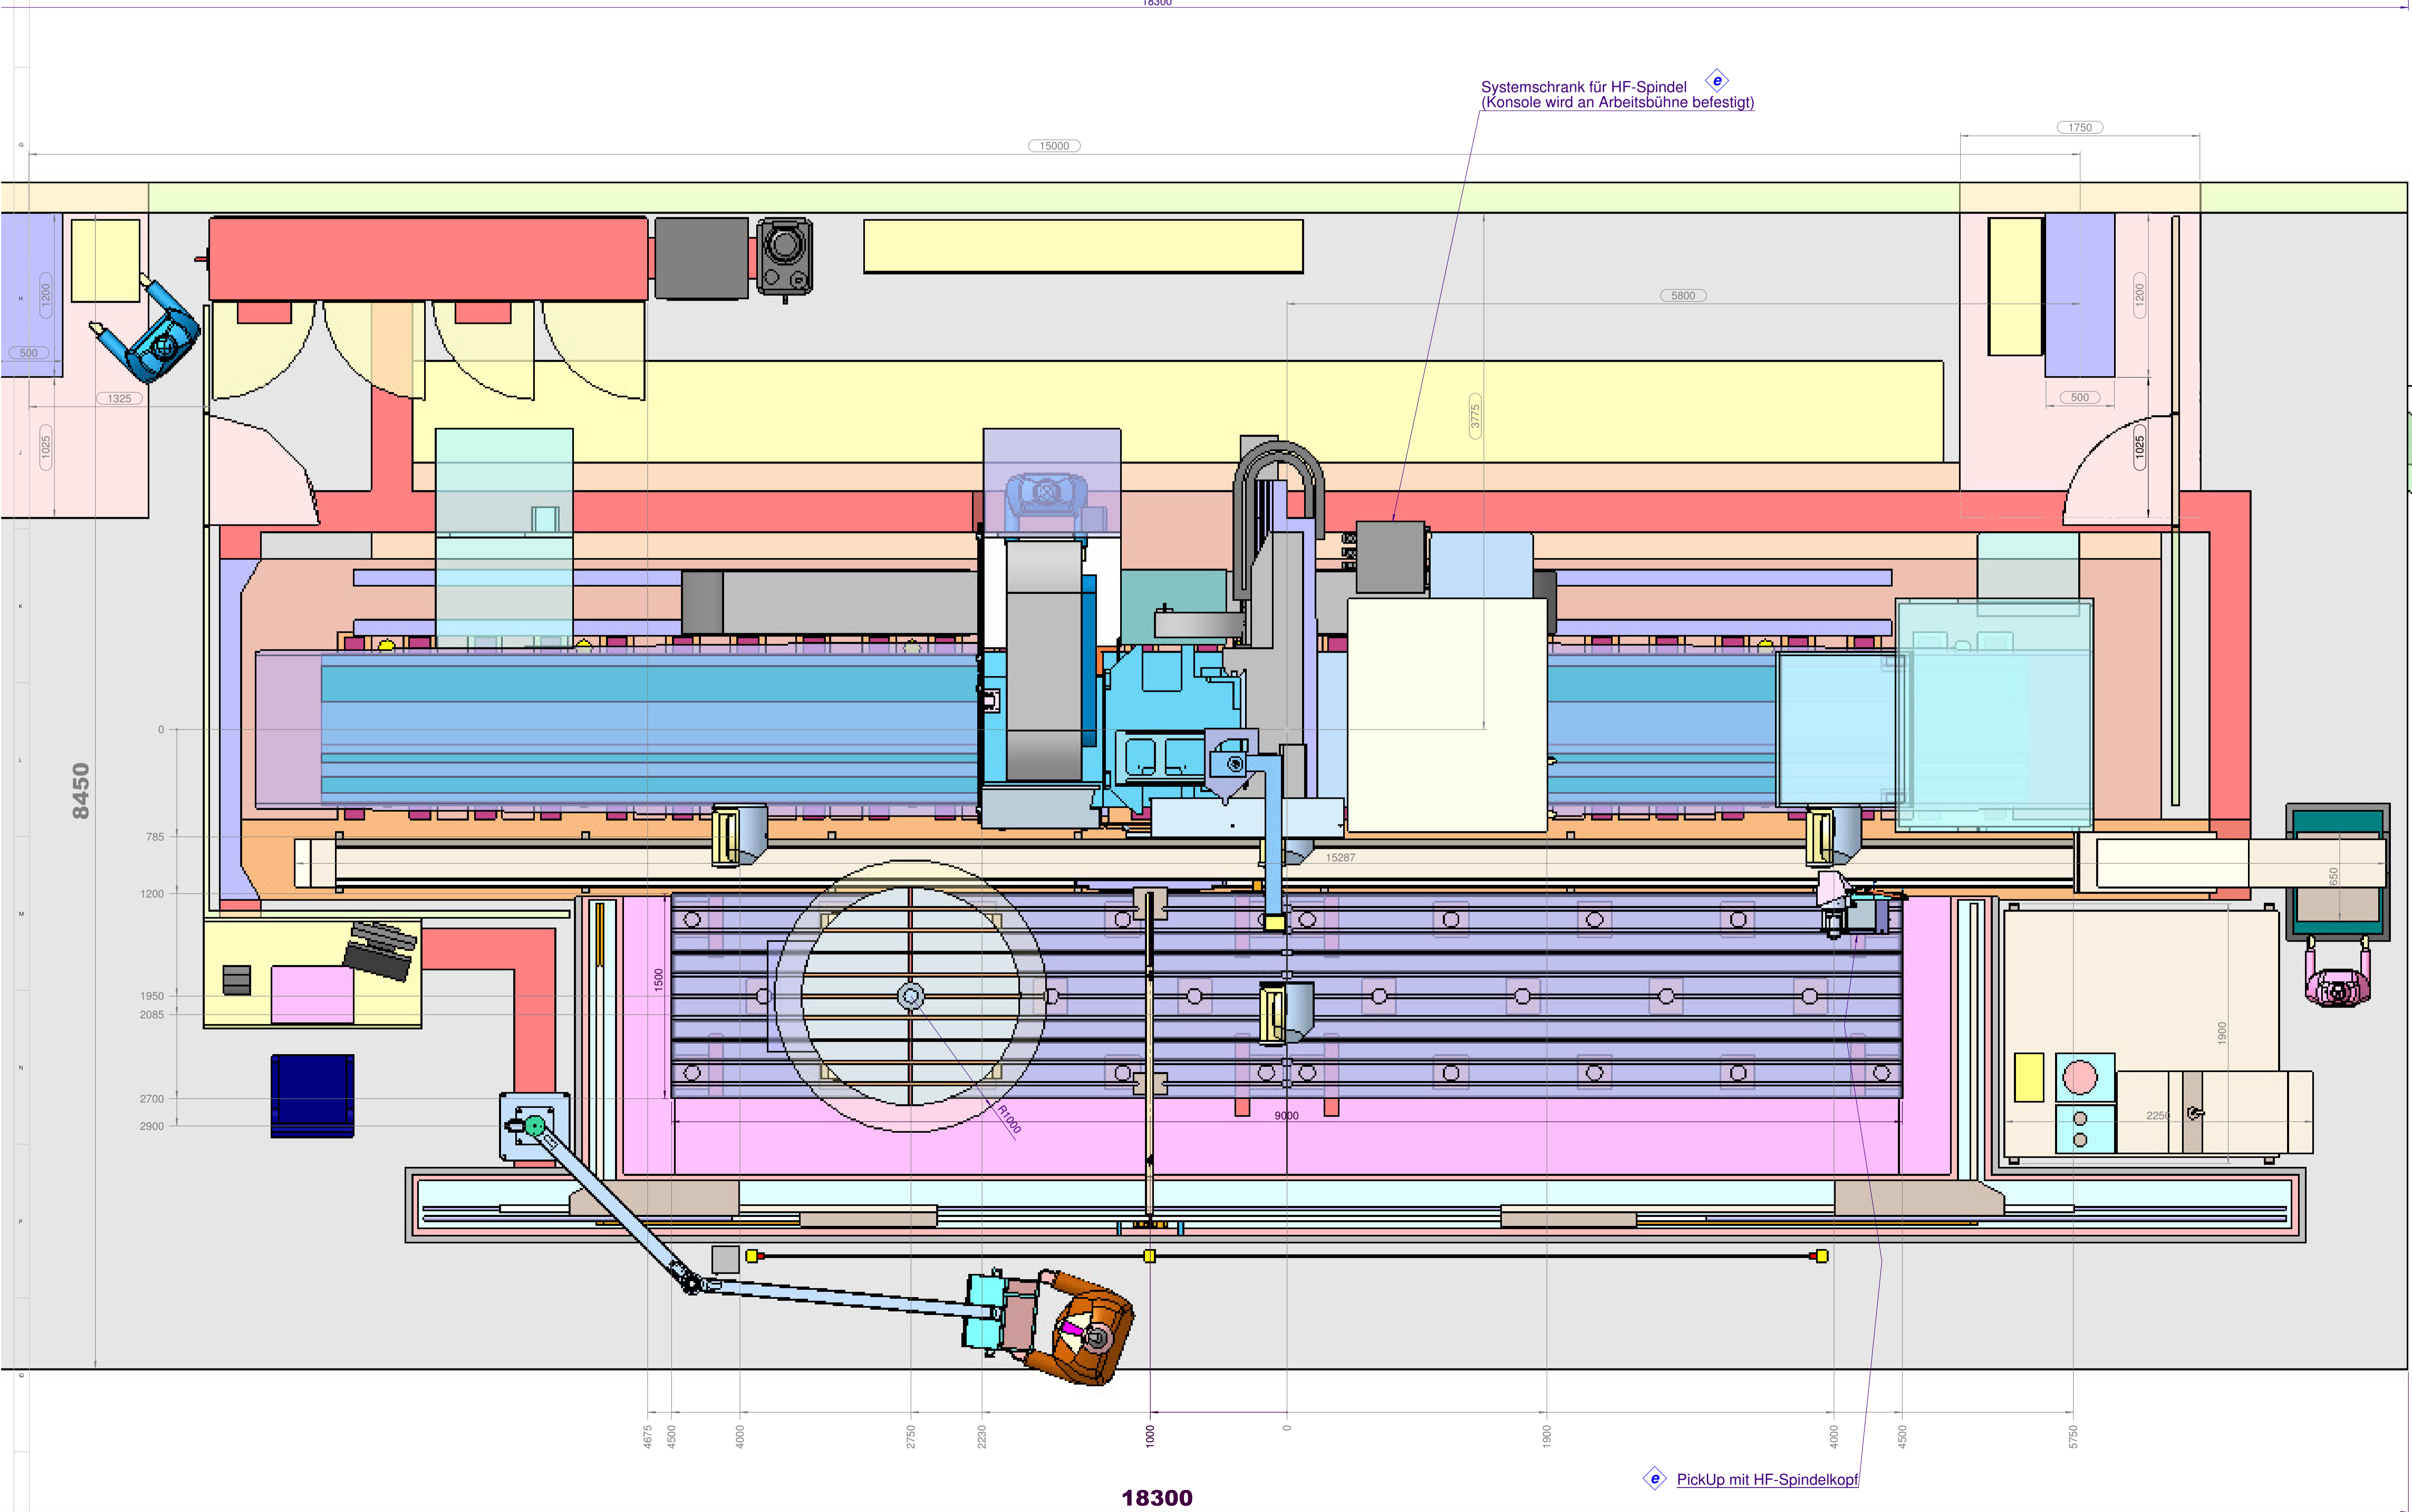 18300
Systemschrank für HF-Spindel e
(Konsole wird an Arbeitsbühne befestigt)
1750
15000
G
H
1200
5800
1200
500
500
1325
3775
J
1025
1025
K
0
L
8450
785
15287
650
1200
M
1500
1950
2085
1900
N
2700
2900
R1000
9000
2250
P
Q
4675
4500
4000
2750
2230
1000
0
1900
4000
4500
5750
e PickUp mit HF-Spindelkopf
18300